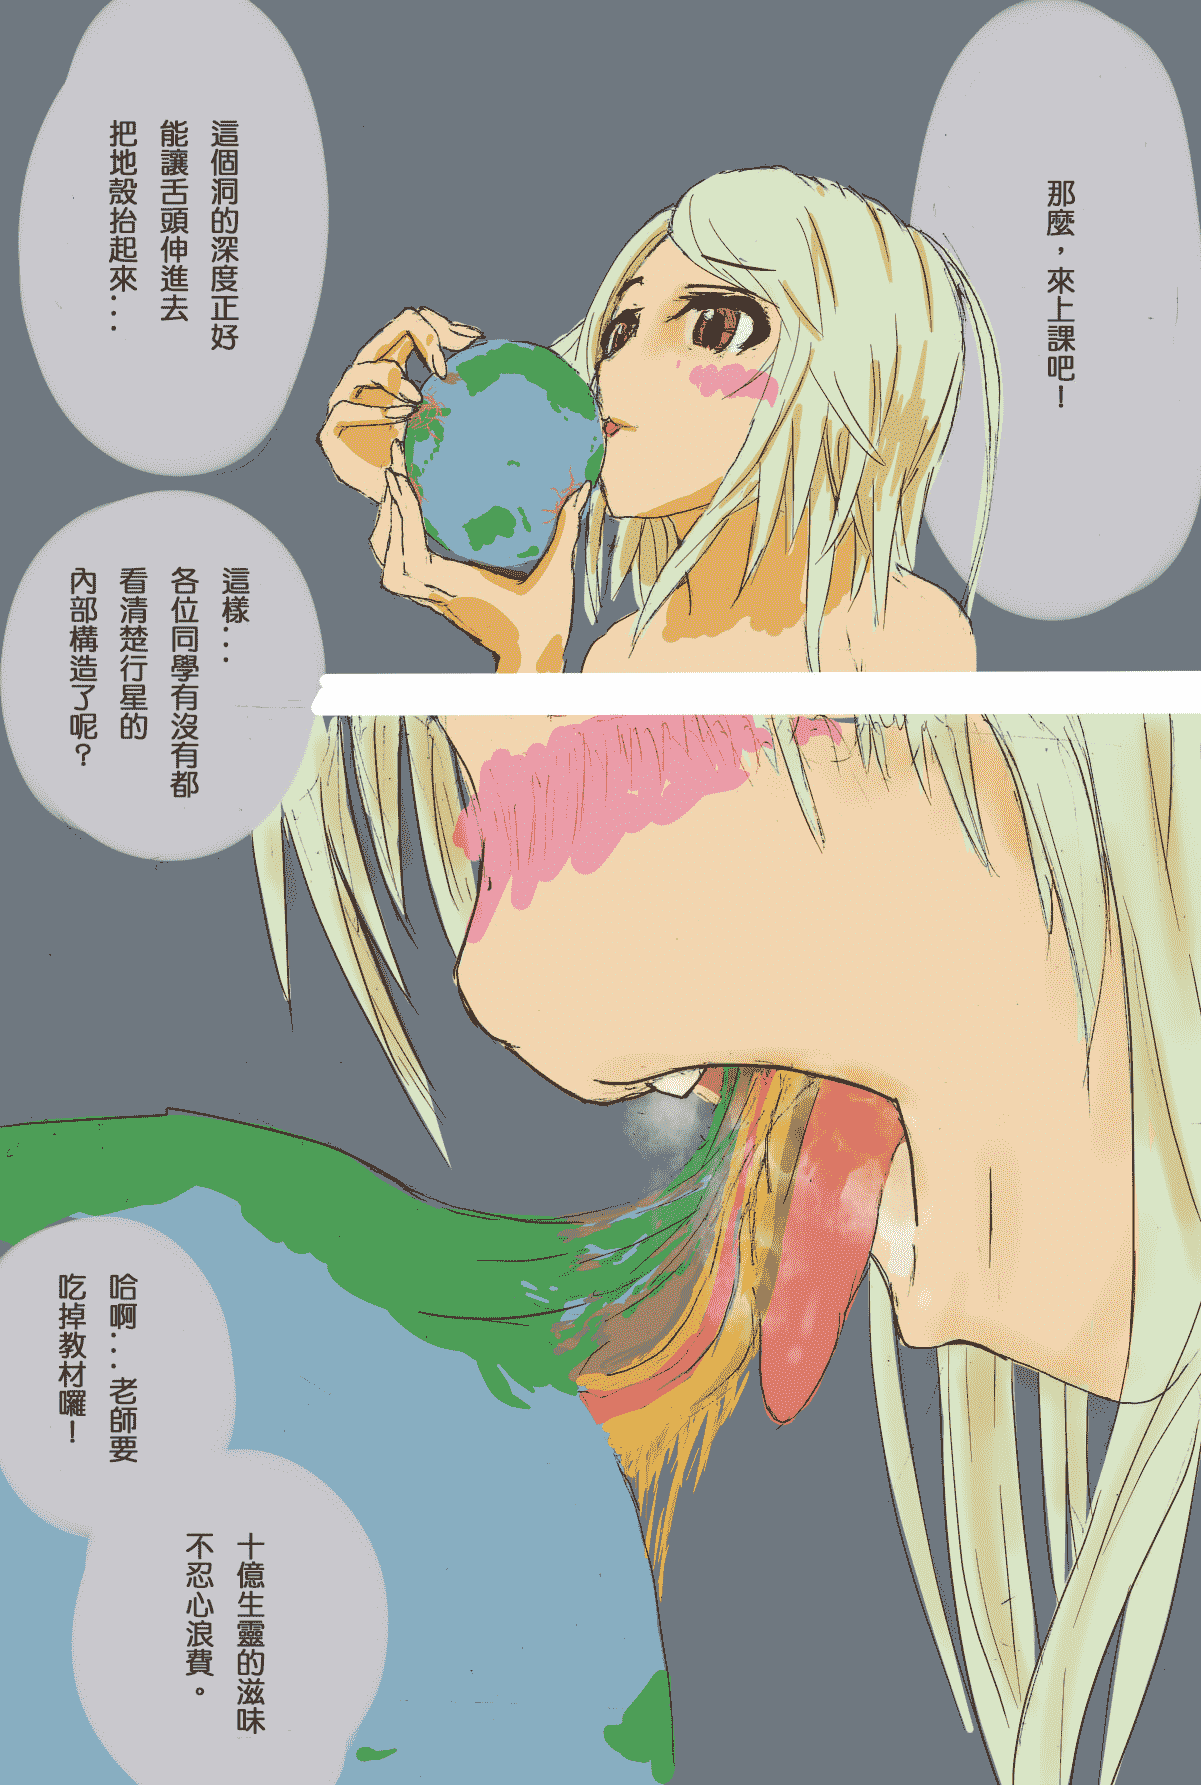 那麼，來上課吧！
這個洞的深度正好
能讓舌頭伸進去
把地殼抬起來...
這樣...
各位同學有沒有都
看清楚行星的
內部構造了呢？
哈啊...老師要
吃掉教材囉！
十億生靈的滋味
不忍心浪費。